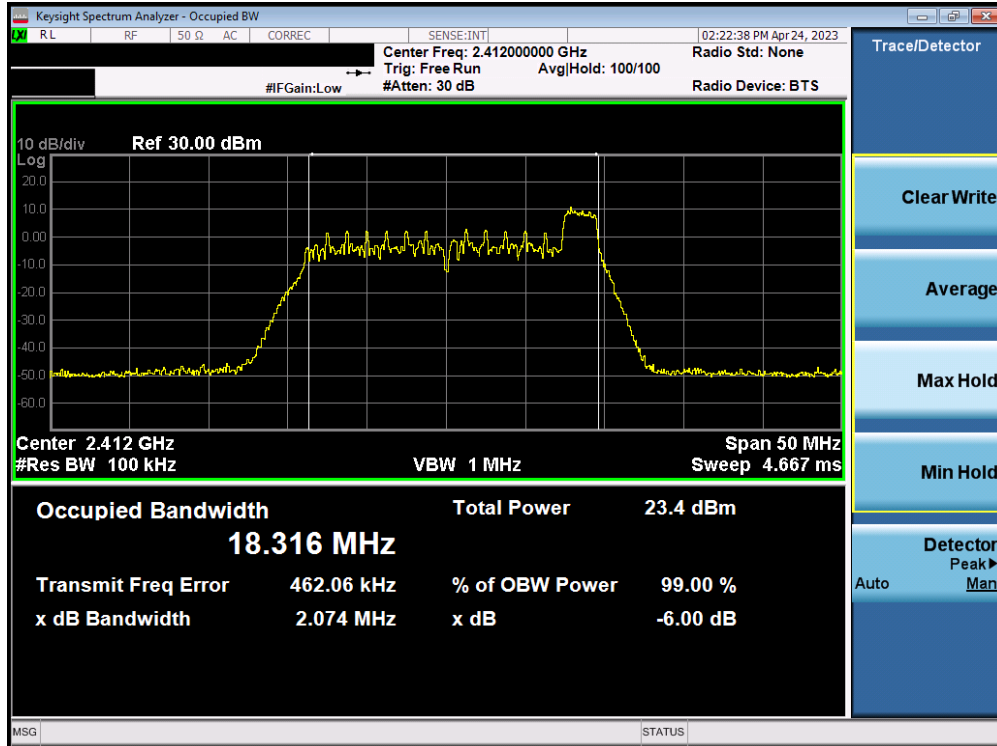 Keysight Spectrum Analyzer - Occupied BW
LXI RL RF 50 Ω AC CORREC SENSE:INT 02:22:38 PM Apr 24, 2023
Center Freq: 2.412000000 GHz Radio Std: None
Trig: Free Run Avg|Hold: 100/100
#IFGain:Low #Atten: 30 dB Radio Device: BTS
Trace/Detector
10 dB/div Ref 30.00 dBm
Log
20.0
10.0
0.00
-10.0
-20.0
-30.0
-40.0
-50.0
-60.0
Center 2.412 GHz Span 50 MHz
#Res BW 100 kHz VBW 1 MHz Sweep 4.667 ms
Occupied Bandwidth Total Power 23.4 dBm
18.316 MHz
Transmit Freq Error 462.06 kHz % of OBW Power 99.00 %
x dB Bandwidth 2.074 MHz x dB -6.00 dB
Clear Write
Average
Max Hold
Min Hold
Detector
Peak▶
Auto Man
MSG STATUS